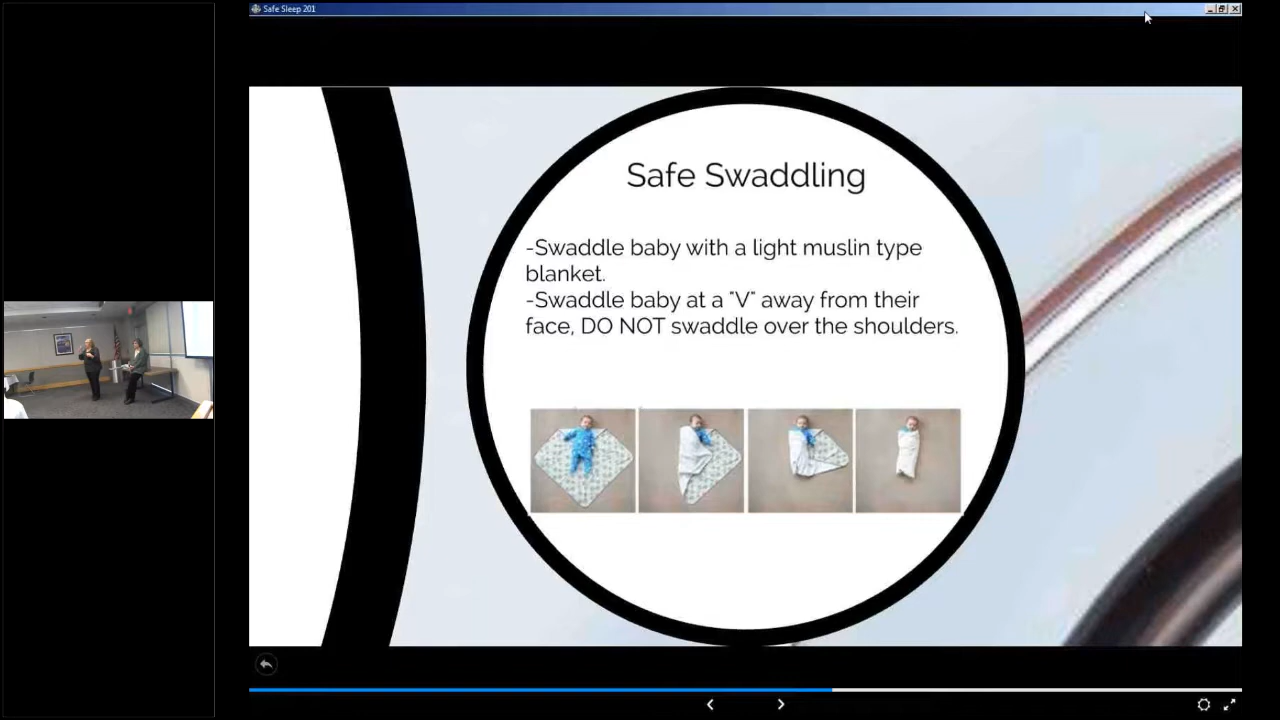 Safe Sleep 201
Safe Swaddling
-Swaddle baby with a light muslin type
blanket.
-Swaddle baby at a "V" away from their
face, DO NOT swaddle over the shoulders.